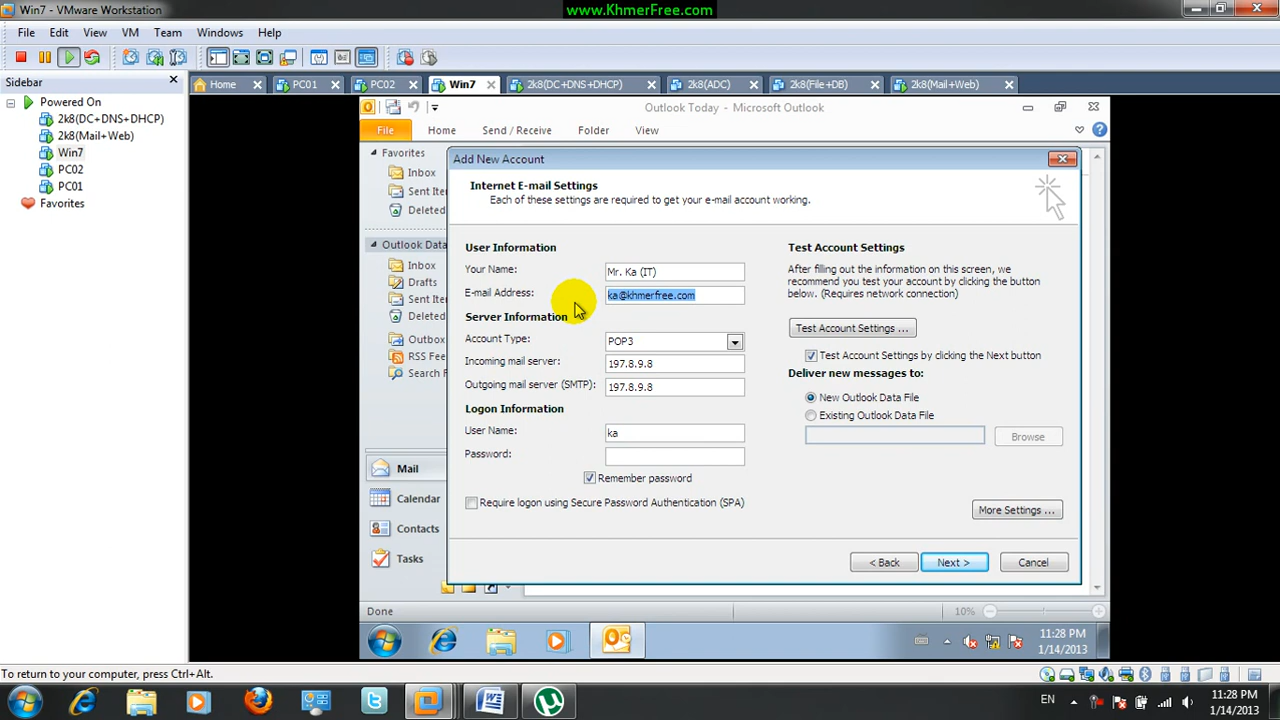 Win7 - VMware Workstation
www.KhmerFree.com
File Edit View VM Team Windows Help
Sidebar
Powered On
2k8(DC+DNS+DHCP)
2k8(Mail+Web)
Win7
PC02
PC01
Favorites
Home PC01 PC02 Win7 2k8(DC+DNS+DHCP) 2k8(ADC) 2k8(File+DB) 2k8(Mail+Web)
Outlook Today - Microsoft Outlook
File Home Send / Receive Folder View
Favorites
Inbox
Sent Iter
Deleted
Outlook Data
Inbox
Drafts
Sent Iter
Deleted
Outbox
RSS Fee
Search F
Mail
Calendar
Contacts
Tasks
Add New Account
Internet E-mail Settings
Each of these settings are required to get your e-mail account working.
User Information
Your Name: Mr. Ka (IT)
E-mail Address: ka@khmerfree.com
Server Information
Account Type: POP3
Incoming mail server: 197.8.9.8
Outgoing mail server (SMTP): 197.8.9.8
Logon Information
User Name: ka
Password:
Remember password
Require logon using Secure Password Authentication (SPA)
Test Account Settings
After filling out the information on this screen, we
recommend you test your account by clicking the button
below. (Requires network connection)
Test Account Settings ...
Test Account Settings by clicking the Next button
Deliver new messages to:
New Outlook Data File
Existing Outlook Data File
Browse
More Settings ...
< Back Next > Cancel
Done 10%
11:28 PM
1/14/2013
To return to your computer, press Ctrl+Alt.
EN
11:28 PM
1/14/2013